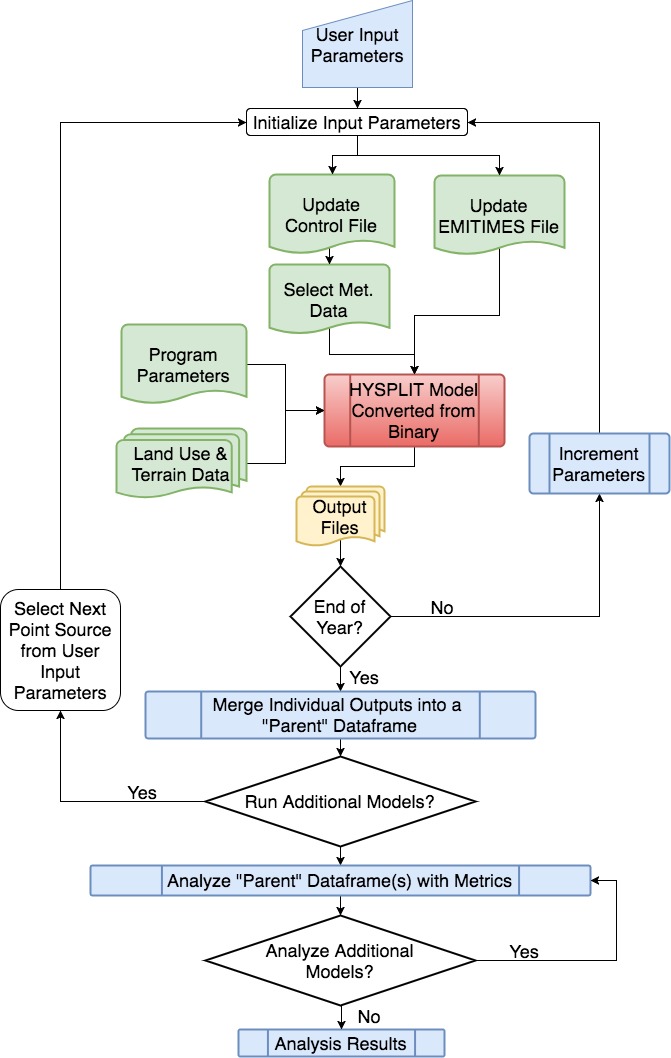 User Input
Parameters
Initialize Input Parameters
Update
Control File
Update
EMITIMES File
Select Met.
Data
Program
Parameters
HYSPLIT Model
Converted from
Binary
Land Use &
Terrain Data
Increment
Parameters
Output
Files
End of
Year?
No
Select Next
Point Source
from User
Input
Parameters
Yes
Merge Individual Outputs into a
"Parent" Dataframe
Run Additional Models?
Yes
Analyze "Parent" Dataframe(s) with Metrics
Analyze Additional
Models?
Yes
No
Analysis Results